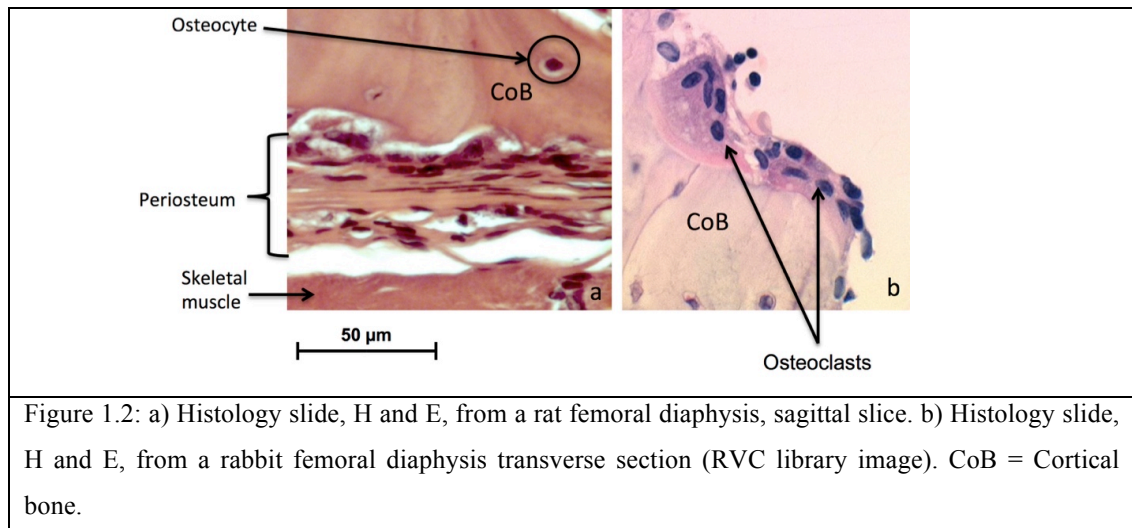 Osteocyte
CoB
Periosteum
Skeletal
muscle
a
50 µm
CoB
b
Osteoclasts
Figure 1.2: a) Histology slide, H and E, from a rat femoral diaphysis, sagittal slice. b) Histology slide,
H and E, from a rabbit femoral diaphysis transverse section (RVC library image). CoB = Cortical
bone.